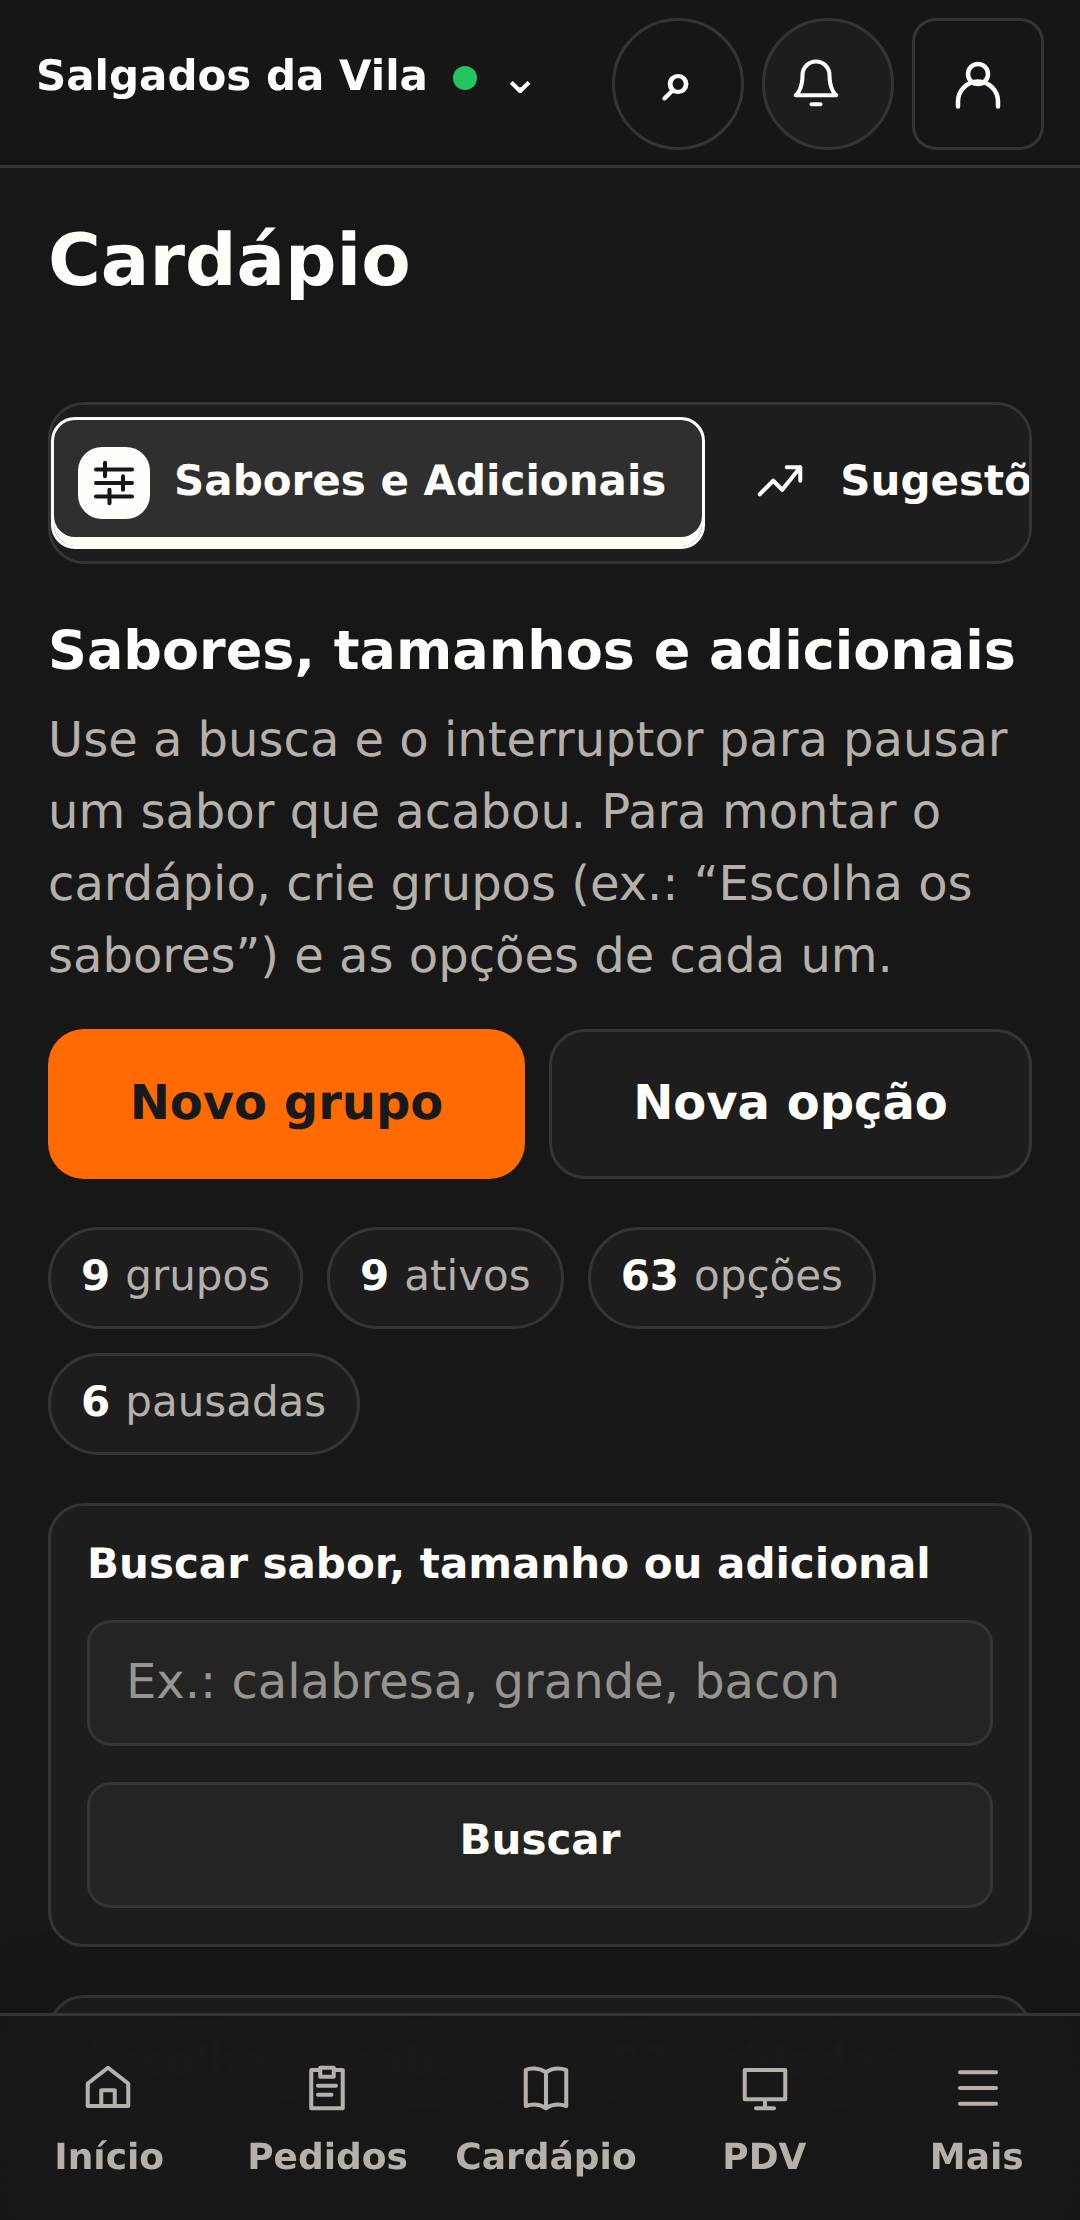 Salgados da Vila
Cardápio
Sabores e Adicionais
Sugestõ
Sabores, tamanhos e adicionais
Use a busca e o interruptor para pausar
um sabor que acabou. Para montar o
cardápio, crie grupos (ex.: “Escolha os
sabores”) e as opções de cada um.
Novo grupo
Nova opção
9 grupos
9 ativos
63 opções
6 pausadas
Buscar sabor, tamanho ou adicional
Ex.: calabresa, grande, bacon
Buscar
Início
Pedidos
Cardápio
PDV
Mais